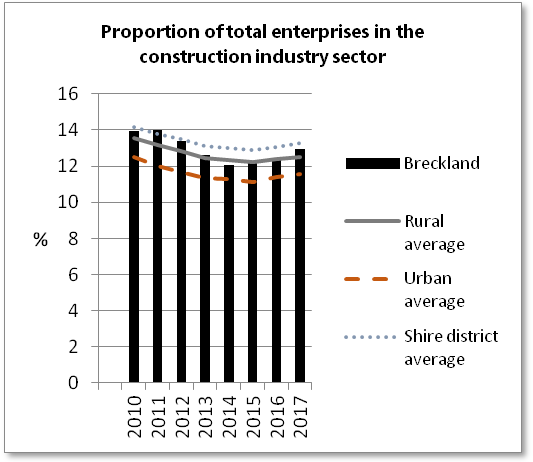 Proportion of total enterprises in the
construction industry sector
16
14
12
10
8
6
4
2
0
%
2010
2011
2012
2013
2014
2015
2016
2017
Breckland
Rural
average
Urban
average
Shire district
average